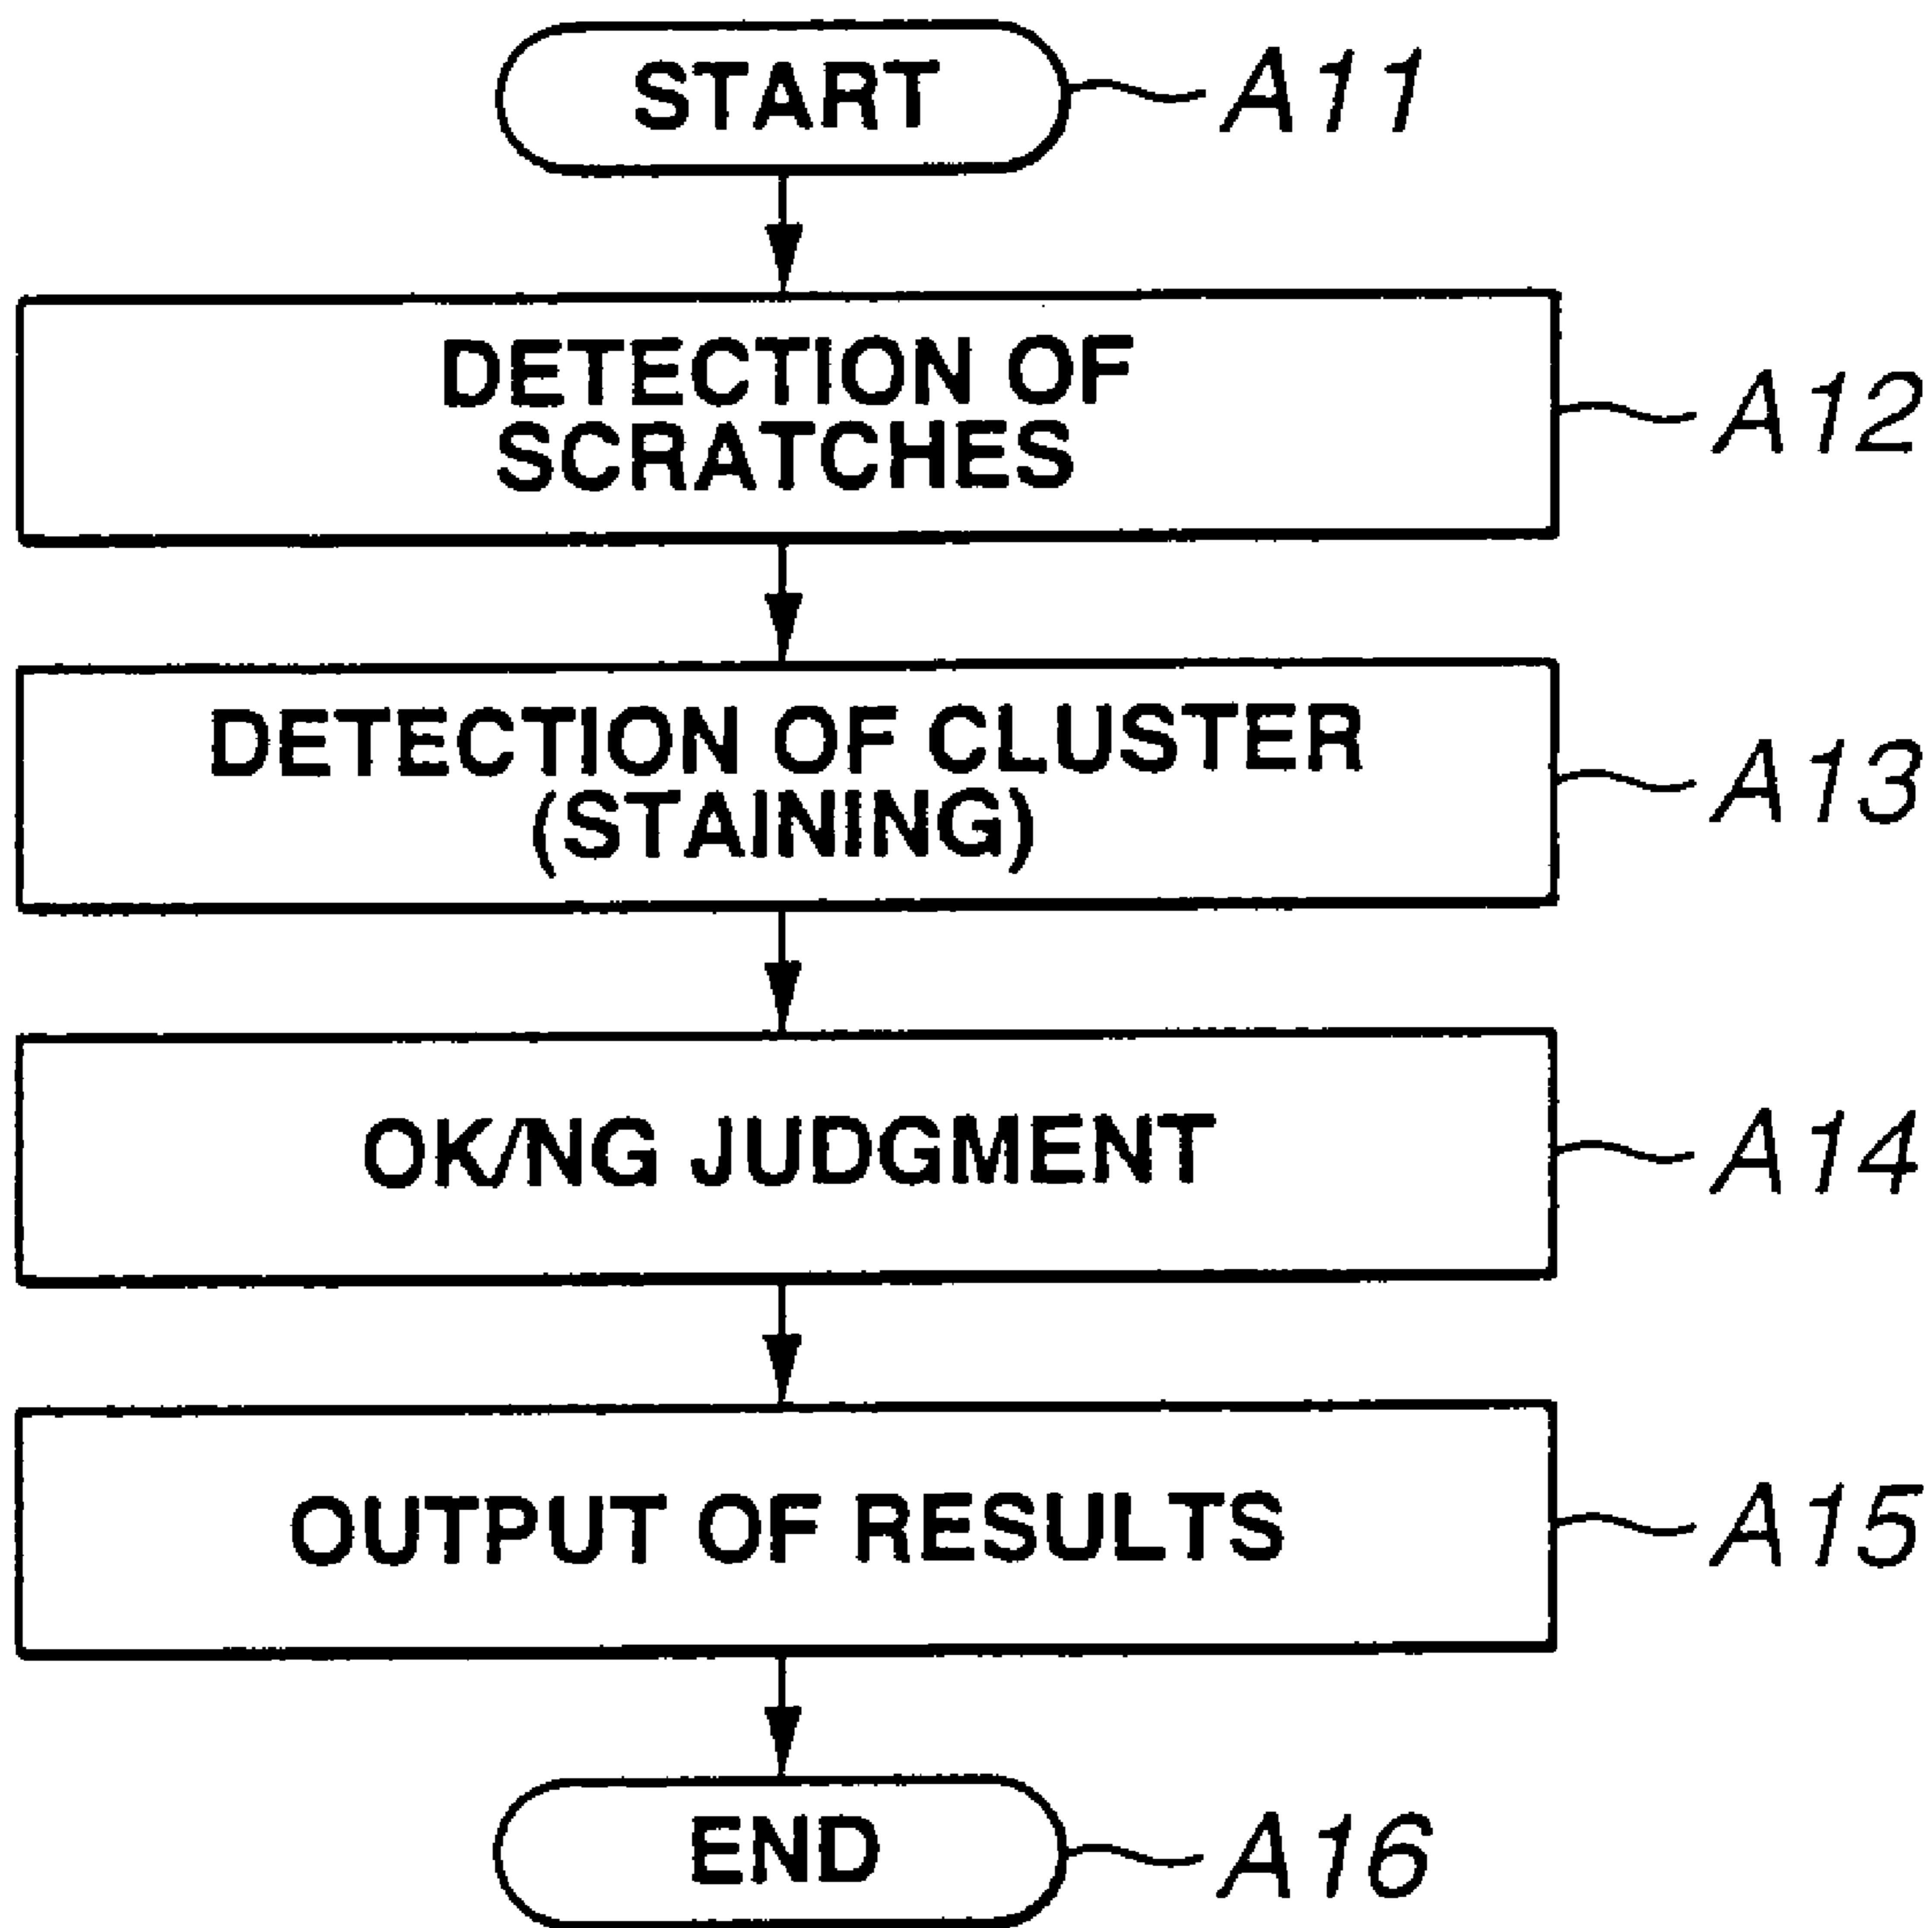 START
A11
DETECTION OF
SCRATCHES
A12
DETECTION OF CLUSTER
(STAINING)
A13
OK/NG JUDGMENT
A14
OUTPUT OF RESULTS
A15
END
A16